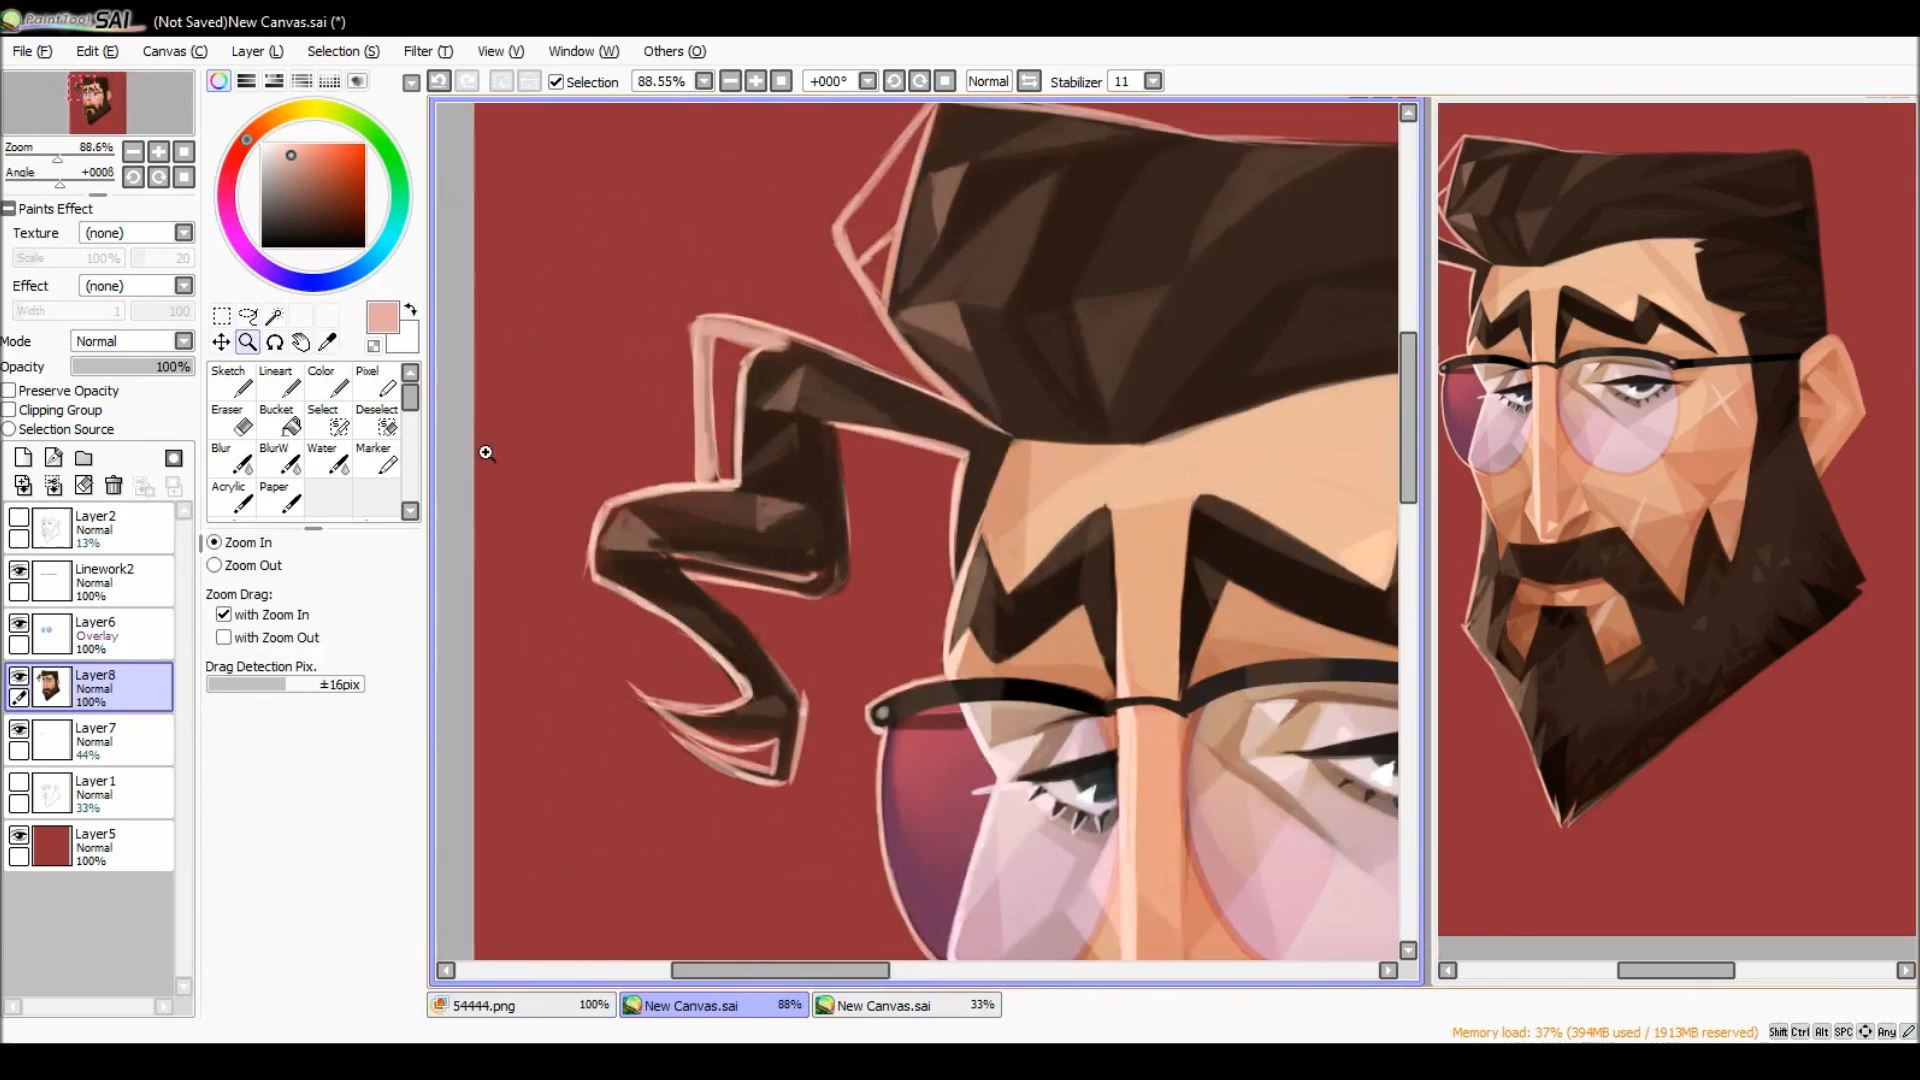 PaintTool SAI (Not Saved)New Canvas.sai (*)
File (F) Edit (E) Canvas (C) Layer (L) Selection (S) Filter (T) View (V) Window (W) Others (O)
Selection 88.55% +000° Normal Stabilizer 11
Zoom 88.6%
Angle +000ß
Paints Effect
Texture (none)
Scale 100% 20
Effect (none)
Width 1 100
Mode Normal
Opacity 100%
Preserve Opacity
Clipping Group
Selection Source
Layer2
Normal
13%
Linework2
Normal
100%
Layer6
Overlay
100%
Layer8
Normal
100%
Layer7
Normal
44%
Layer1
Normal
33%
Layer5
Normal
100%
Sketch Lineart Color Pixel
Eraser Bucket Select Deselect
Blur BlurW Water Marker
Acrylic Paper
Zoom In
Zoom Out
Zoom Drag:
with Zoom In
with Zoom Out
Drag Detection Pix.
±16pix
54444.png 100% New Canvas.sai 88% New Canvas.sai 33%
Memory load: 37% (394MB used / 1913MB reserved) Shift Ctrl Alt SPC Any